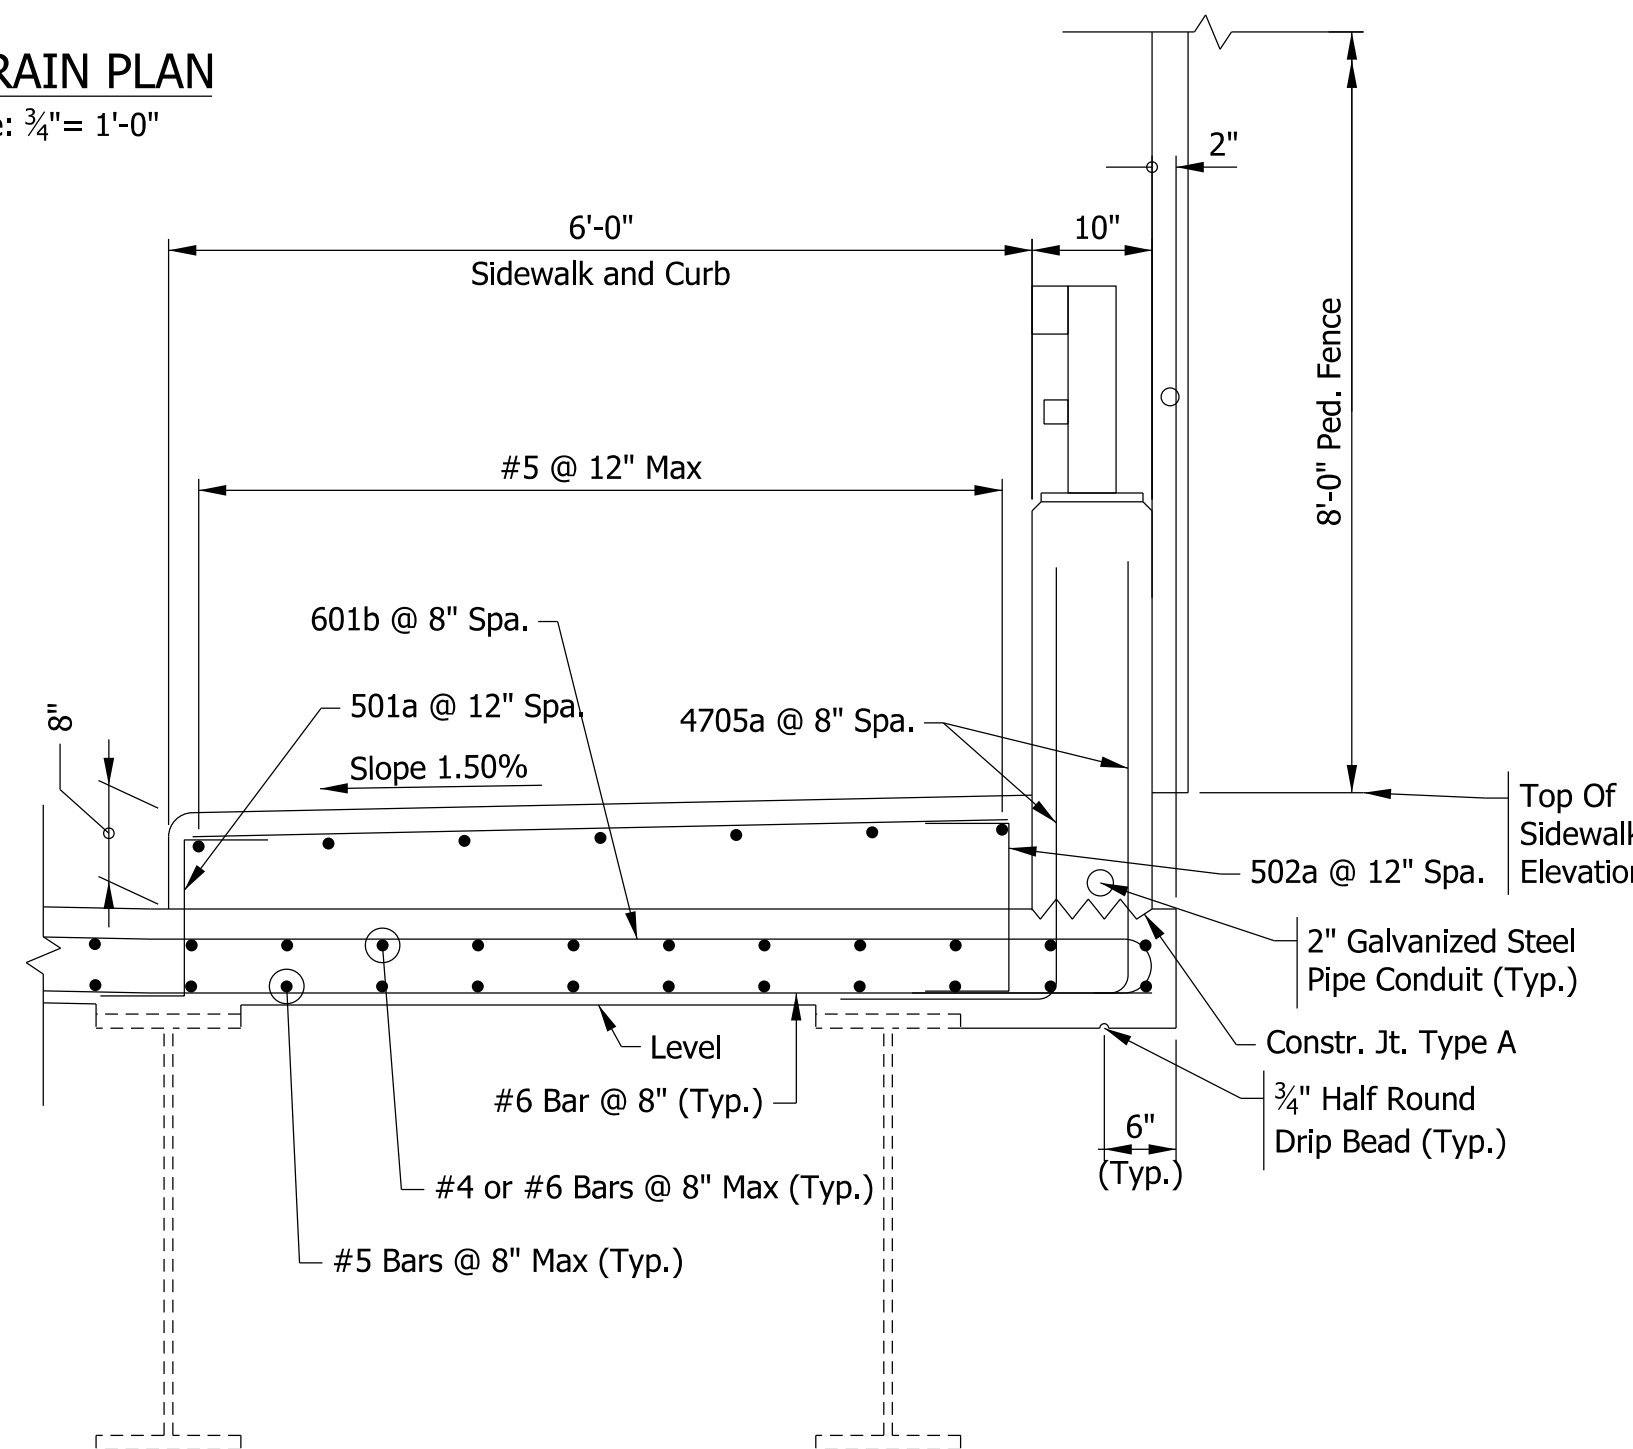 RAIN PLAN
e: ¾"= 1'-0"
2"
6'-0"
10"
Sidewalk and Curb
8'-0" Ped. Fence
#5 @ 12" Max
601b @ 8" Spa.
501a @ 12" Spa.
4705a @ 8" Spa.
8"
Slope 1.50%
Top Of
Sidewalk
Elevation
502a @ 12" Spa.
2" Galvanized Steel
Pipe Conduit (Typ.)
Constr. Jt. Type A
Level
#6 Bar @ 8" (Typ.)
¾" Half Round
Drip Bead (Typ.)
6"
(Typ.)
#4 or #6 Bars @ 8" Max (Typ.)
#5 Bars @ 8" Max (Typ.)